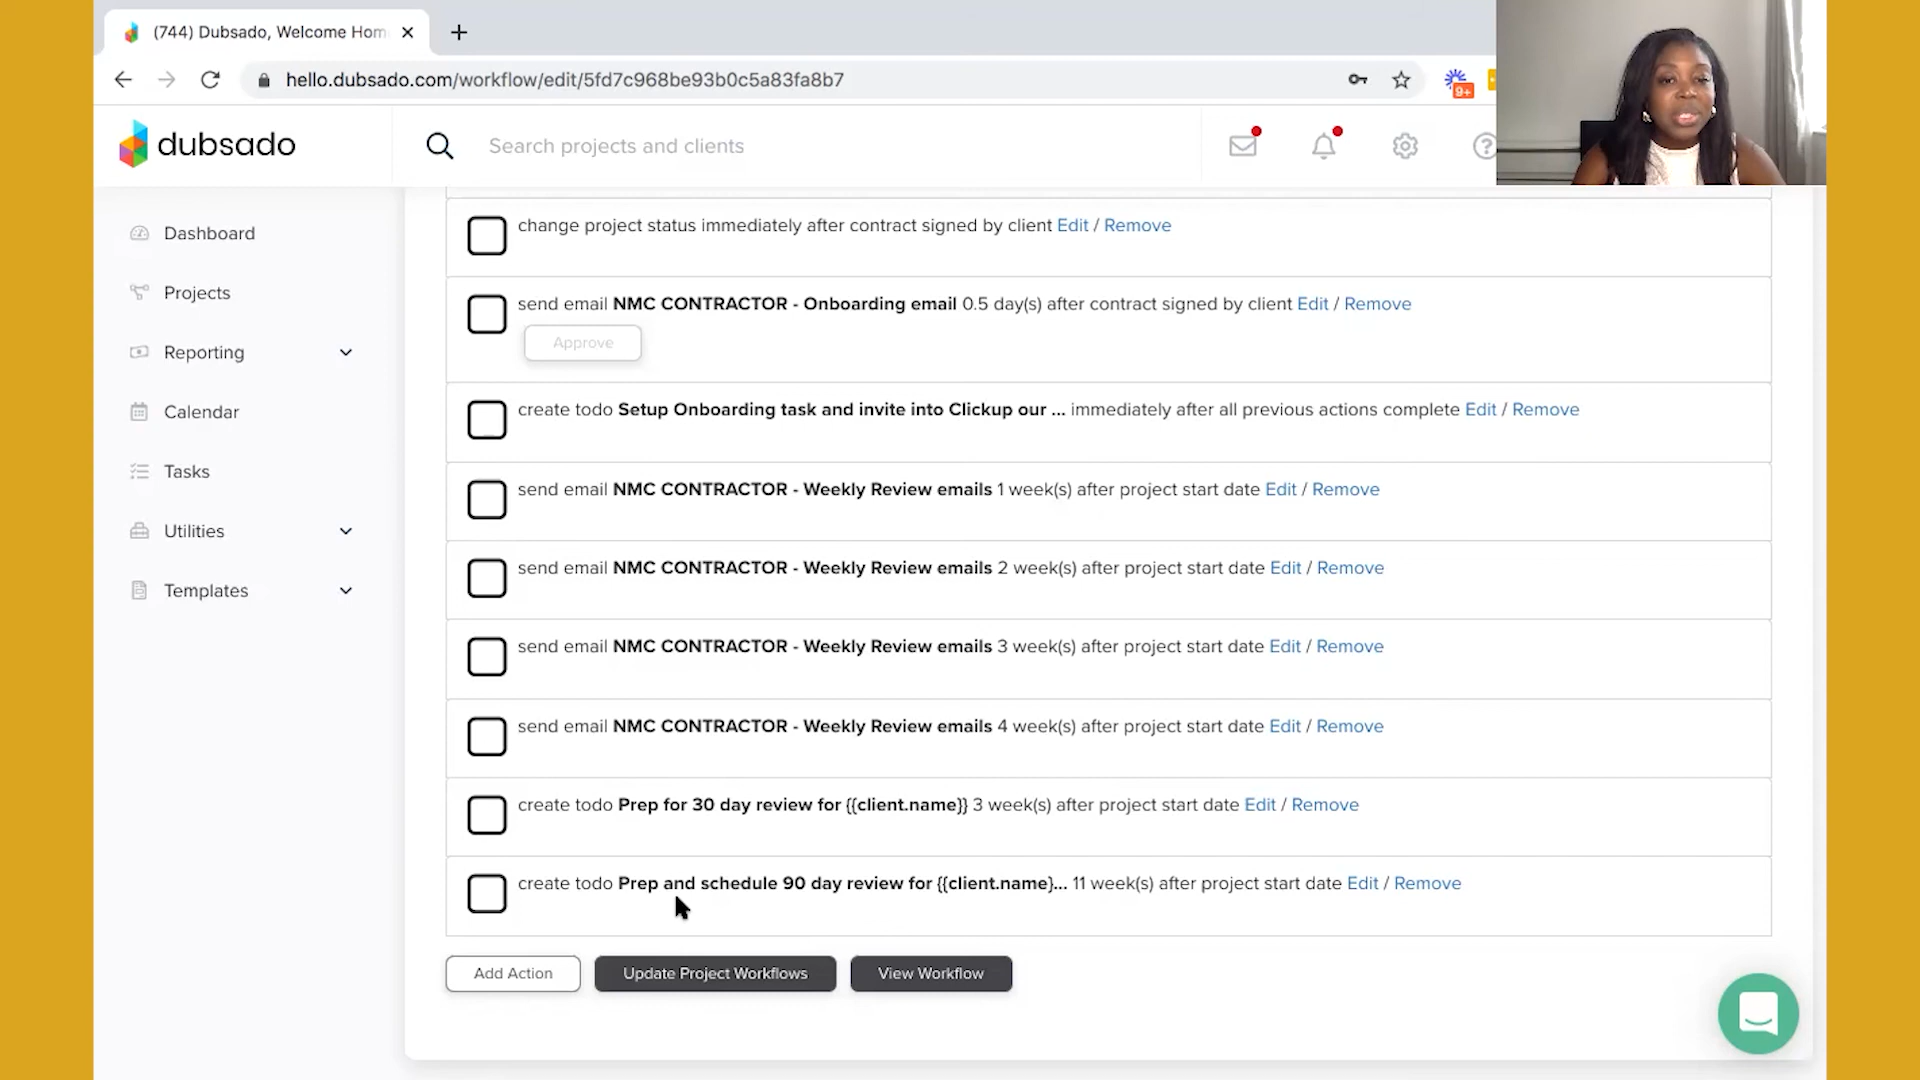 (744) Dubsado, Welcome Hom
hello.dubsado.com/workflow/edit/5fd7c968be93b0c5a83fa8b7
9+
dubsado
Search projects and clients
?
Dashboard
Projects
Reporting
Calendar
Tasks
Utilities
Templates
change project status immediately after contract signed by client Edit / Remove
send email NMC CONTRACTOR - Onboarding email 0.5 day(s) after contract signed by client Edit / Remove
Approve
create todo Setup Onboarding task and invite into Clickup our ... immediately after all previous actions complete Edit / Remove
send email NMC CONTRACTOR - Weekly Review emails 1 week(s) after project start date Edit / Remove
send email NMC CONTRACTOR - Weekly Review emails 2 week(s) after project start date Edit / Remove
send email NMC CONTRACTOR - Weekly Review emails 3 week(s) after project start date Edit / Remove
send email NMC CONTRACTOR - Weekly Review emails 4 week(s) after project start date Edit / Remove
create todo Prep for 30 day review for {{client.name}} 3 week(s) after project start date Edit / Remove
create todo Prep and schedule 90 day review for {{client.name}... 11 week(s) after project start date Edit / Remove
Add Action
Update Project Workflows
View Workflow